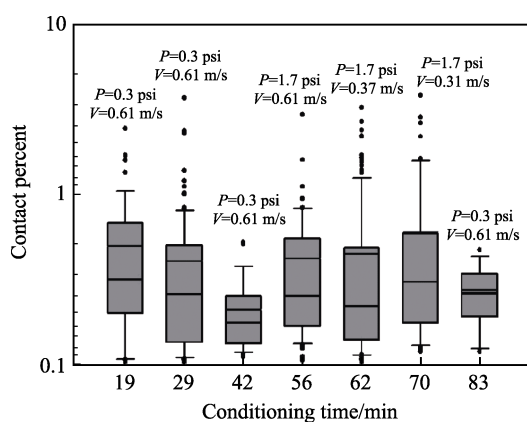 10
P=0.3 psi
V=0.61 m/s
P=0.3 psi
V=0.61 m/s
P=1.7 psi
V=0.61 m/s
P=1.7 psi
V=0.37 m/s
P=1.7 psi
V=0.31 m/s
Contact percent
1
P=0.3 psi
V=0.61 m/s
P=0.3 psi
V=0.61 m/s
0.1
19 29 42 56 62 70 83
Conditioning time/min